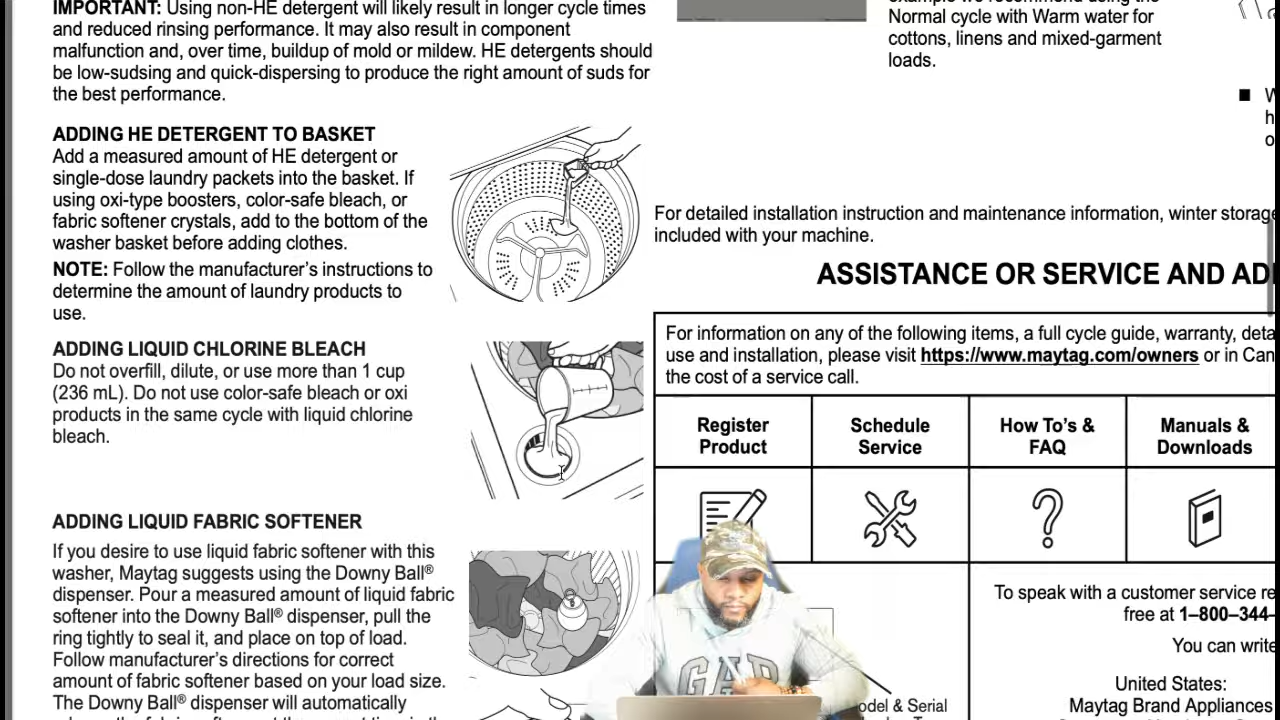 IMPORTANT: Using non-HE detergent will likely result in longer cycle times
and reduced rinsing performance. It may also result in component
malfunction and, over time, buildup of mold or mildew. HE detergents should
be low-sudsing and quick-dispersing to produce the right amount of suds for
the best performance.
ADDING HE DETERGENT TO BASKET
Add a measured amount of HE detergent or
single-dose laundry packets into the basket. If
using oxi-type boosters, color-safe bleach, or
fabric softener crystals, add to the bottom of the
washer basket before adding clothes.
NOTE: Follow the manufacturer’s instructions to
determine the amount of laundry products to
use.
ADDING LIQUID CHLORINE BLEACH
Do not overfill, dilute, or use more than 1 cup
(236 mL). Do not use color-safe bleach or oxi
products in the same cycle with liquid chlorine
bleach.
ADDING LIQUID FABRIC SOFTENER
If you desire to use liquid fabric softener with this
washer, Maytag suggests using the Downy Ball®
dispenser. Pour a measured amount of liquid fabric
softener into the Downy Ball® dispenser, pull the
ring tightly to seal it, and place on top of load.
Follow manufacturer’s directions for correct
amount of fabric softener based on your load size.
The Downy Ball® dispenser will automatically
example we recommend using the
Normal cycle with Warm water for
cottons, linens and mixed-garment
loads.
For detailed installation instruction and maintenance information, winter storage
included with your machine.
ASSISTANCE OR SERVICE AND AD
For information on any of the following items, a full cycle guide, warranty, deta
use and installation, please visit https://www.maytag.com/owners or in Can
the cost of a service call.
Register
Product
Schedule
Service
How To’s &
FAQ
Manuals &
Downloads
To speak with a customer service re
free at 1–800–344-
You can write
United States:
Maytag Brand Appliances
& Serial
GAP